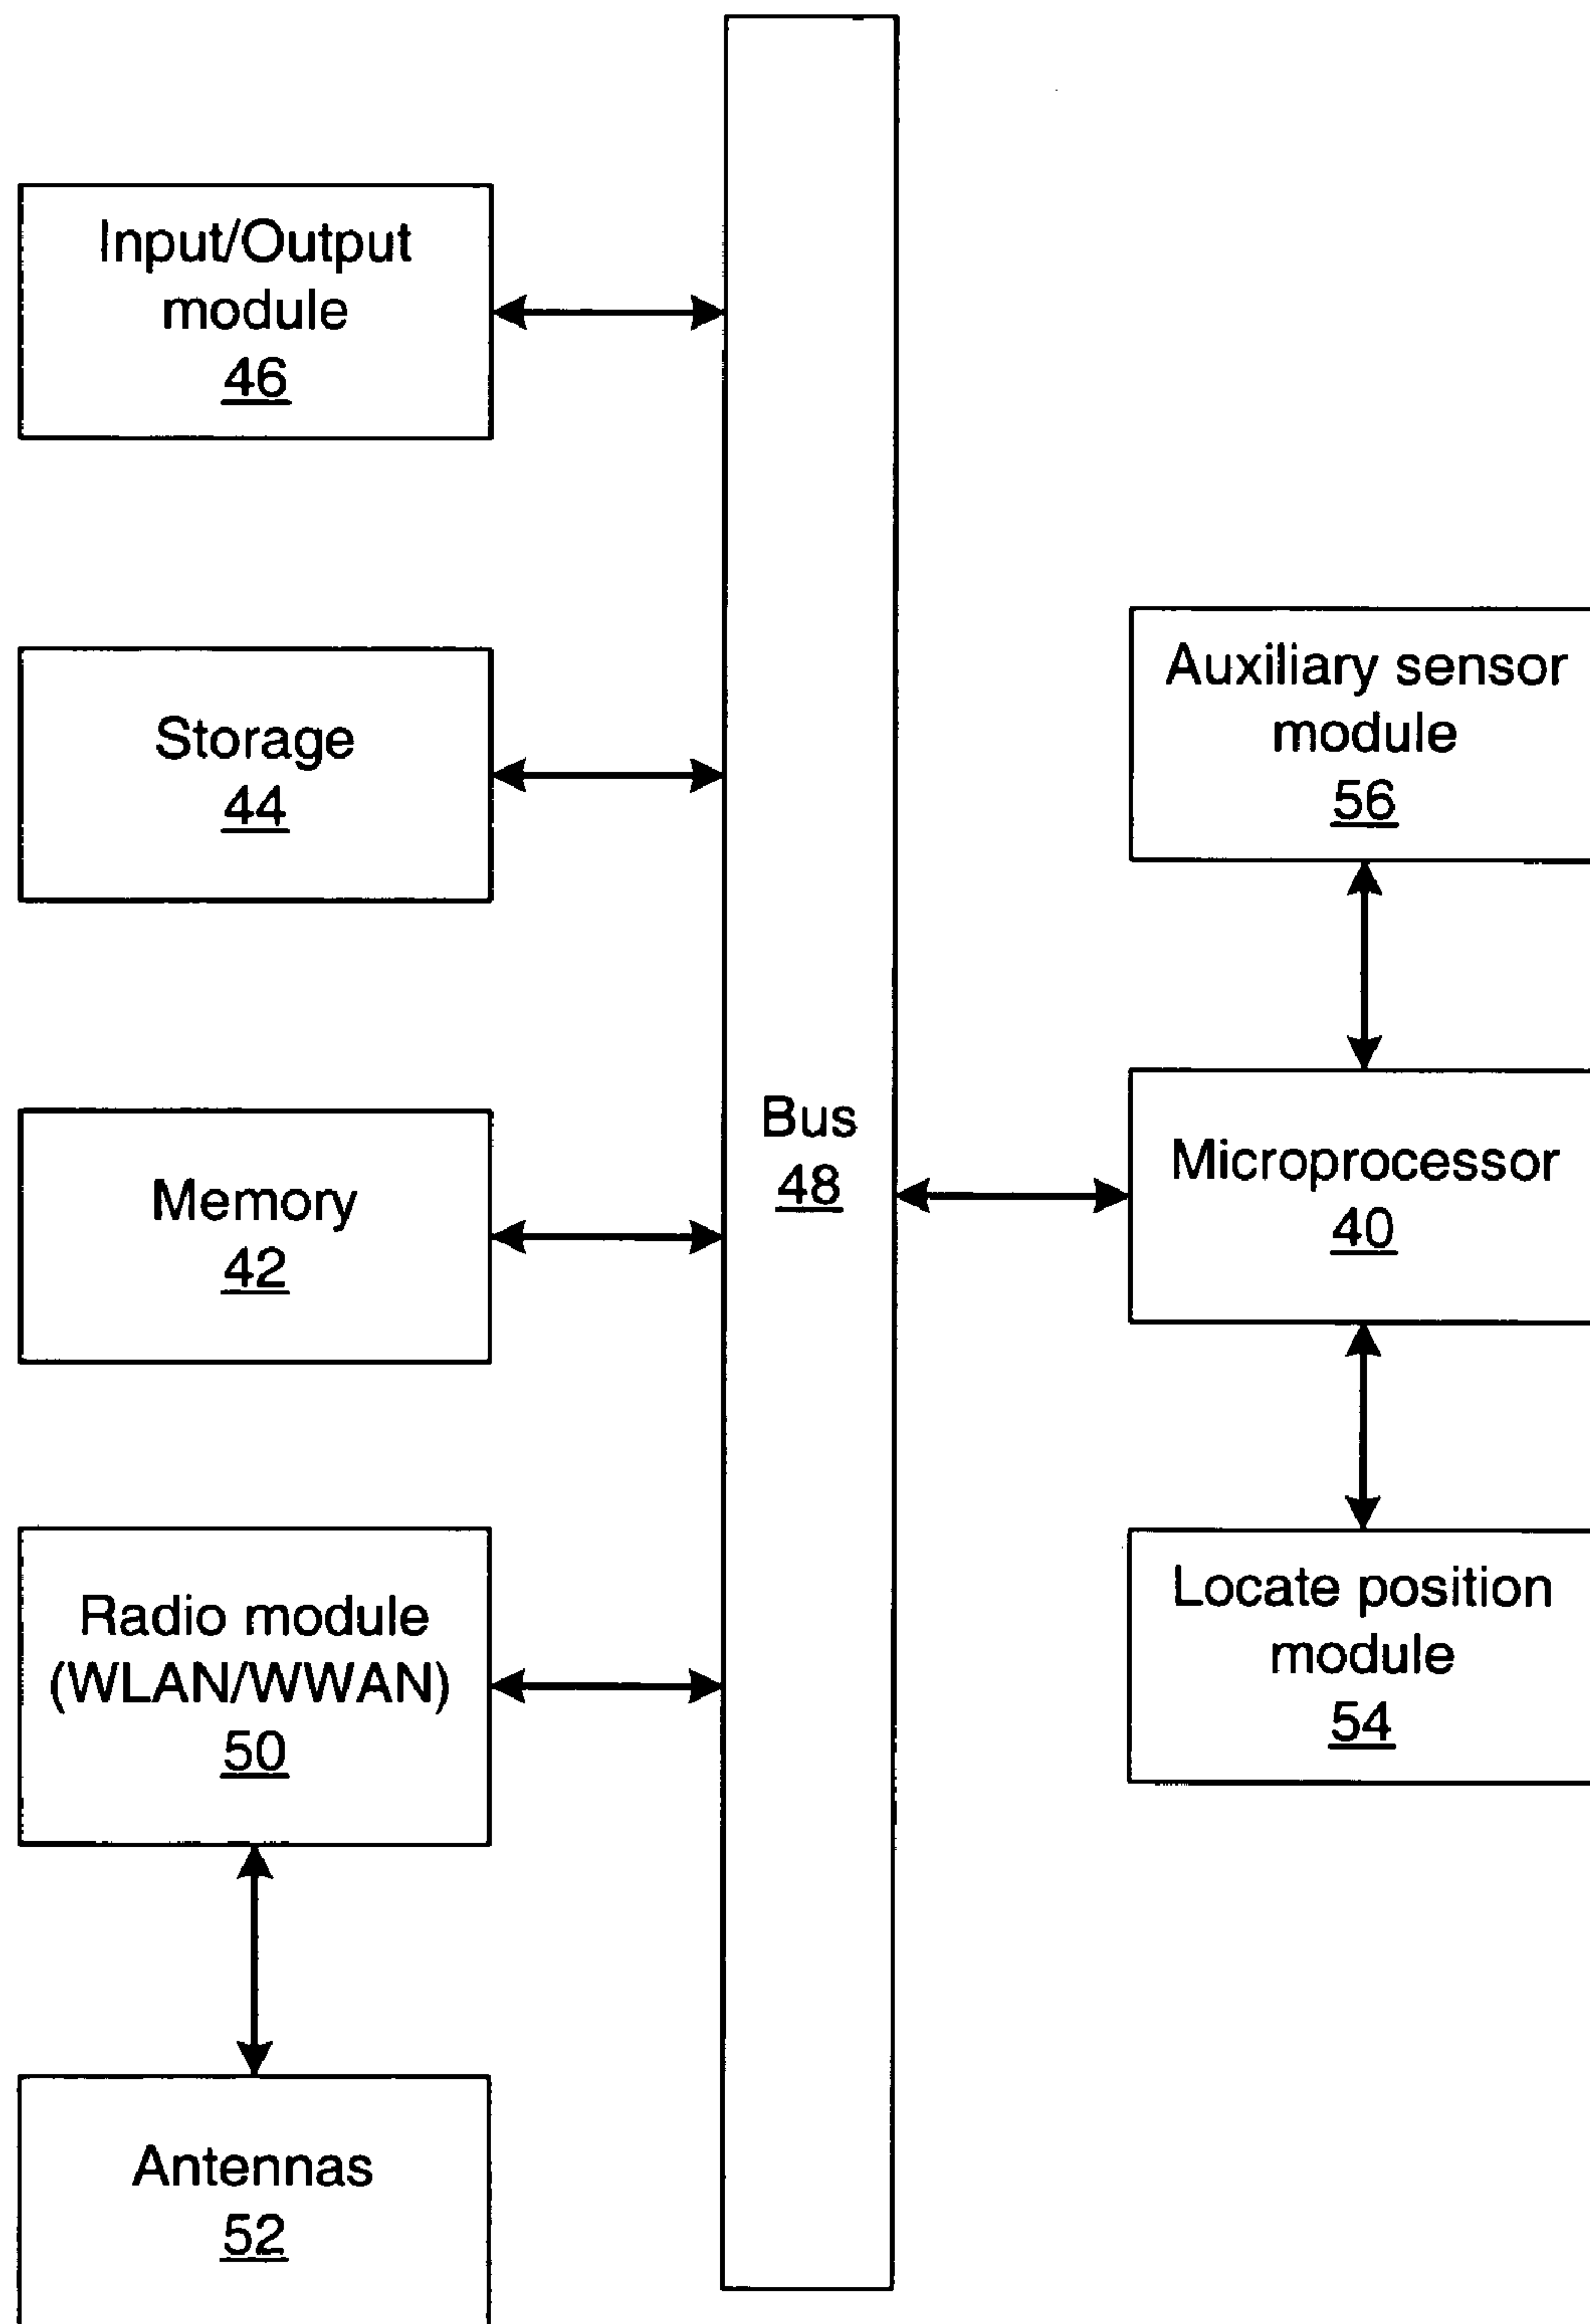 Input/Output
module
46
Storage
44
Memory
42
Radio module
(WLAN/WWAN)
50
Antennas
52
Bus
48
Auxiliary sensor
module
56
Microprocessor
40
Locate position
module
54